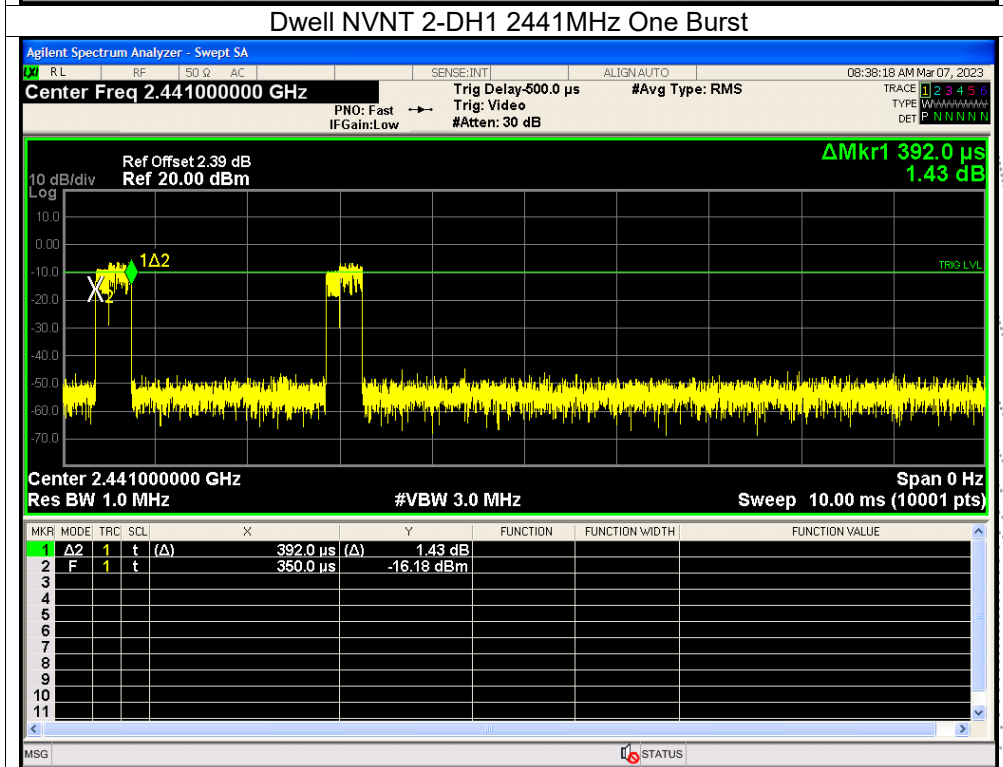 Dwell NVNT 2-DH1 2441MHz One Burst
Agilent Spectrum Analyzer - Swept SA
LXI RL RF 50 Ω AC SENSE:INT ALIGN AUTO 08:38:18 AM Mar 07, 2023
Center Freq 2.441000000 GHz Trig Delay-500.0 µs #Avg Type: RMS TRACE 1 2 3 4 5 6
PNO: Fast Trig: Video TYPE WWWWWW
IFGain:Low #Atten: 30 dB DET P N N N N N
ΔMkr1 392.0 µs
Ref Offset 2.39 dB
10 dB/div Ref 20.00 dBm 1.43 dB
Log
10.0
0.00
1Δ2
-10.0 TRIG LVL
X2
-20.0
-30.0
-40.0
-50.0
-60.0
-70.0
Center 2.441000000 GHz Span 0 Hz
Res BW 1.0 MHz #VBW 3.0 MHz Sweep 10.00 ms (10001 pts)
MKR MODE TRC SCL X Y FUNCTION FUNCTION WIDTH FUNCTION VALUE
1 Δ2 1 t (Δ) 392.0 µs (Δ) 1.43 dB
2 F 1 t 350.0 µs -16.18 dBm
3
4
5
6
7
8
9
10
11
MSG STATUS